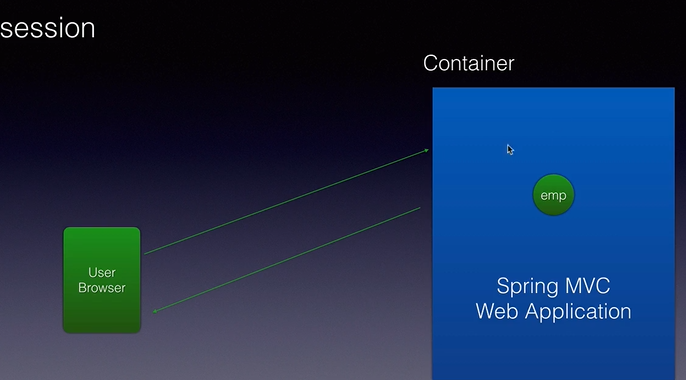 session
Container
emp
User
Browser
Spring MVC
Web Application